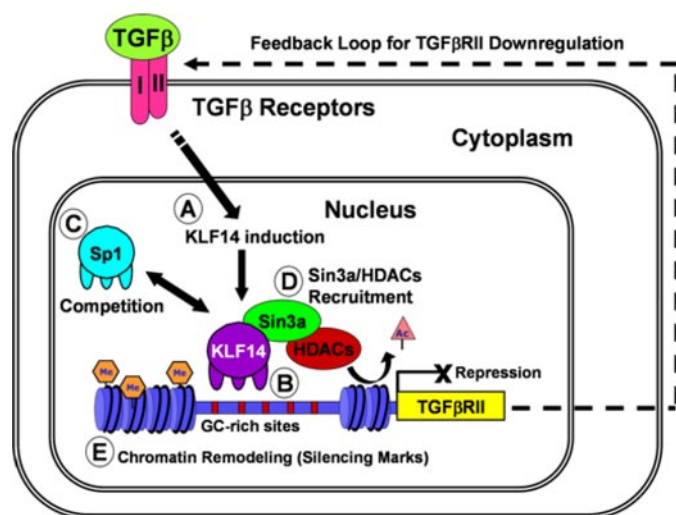 TGFβ
Feedback Loop for TGFβRII Downregulation
I II
TGFβ Receptors
Cytoplasm
Nucleus
A
KLF14 induction
C
Sp1
Competition
D
Sin3a/HDACs
Recruitment
Sin3a
KLF14
HDACs
Ac
B
Me
Me
Me
X Repression
TGFβRII
GC-rich sites
E
Chromatin Remodeling (Silencing Marks)